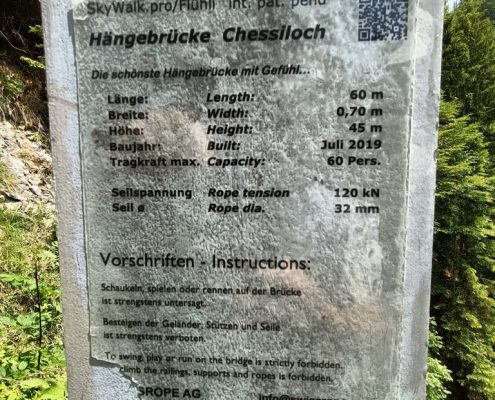 SkyWalk.pro/Flühli int. pat. pend
Hängebrücke Chessiloch
Die schönste Hängebrücke mit Gefühl...
Länge: Length: 60 m
Breite: Width: 0,70 m
Höhe: Height: 45 m
Baujahr: Built: Juli 2019
Tragkraft max. Capacity: 60 Pers.
Seilspannung Rope tension 120 kN
Seil ø Rope dia. 32 mm
Vorschriften - Instructions:
Schaukeln, spielen oder rennen auf der Brücke
ist strengstens untersagt.
Besteigen der Geländer, Stützen und Seile
ist strengstens verboten.
To swing, play or run on the bridge is strictly forbidden.
climb the railings, supports and ropes is forbidden.
SROPE AG